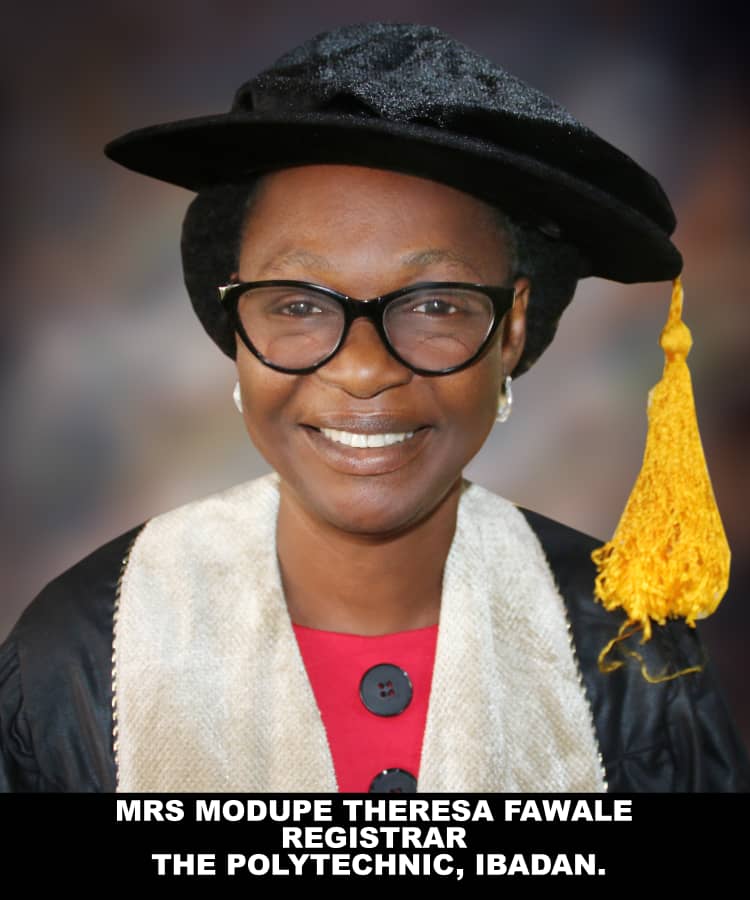 MRS MODUPE THERESA FAWALE
REGISTRAR
THE POLYTECHNIC, IBADAN.